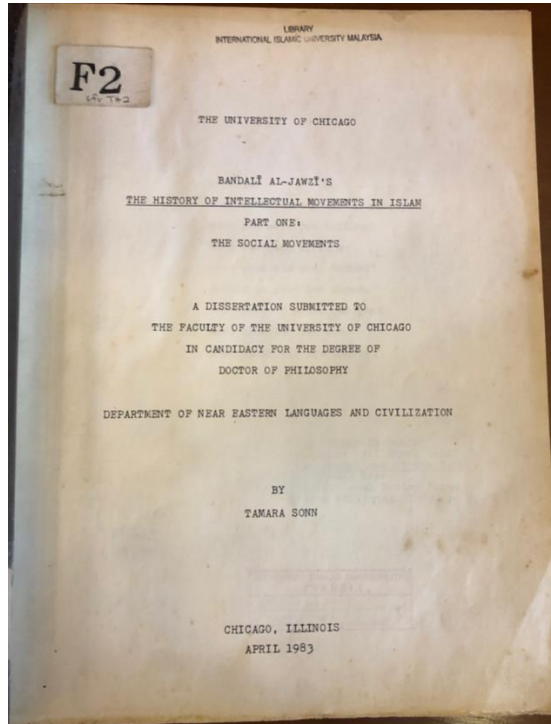 LIBRARY
INTERNATIONAL ISLAMIC UNIVERSITY MALAYSIA
F2
THE UNIVERSITY OF CHICAGO
BANDALĪ AL-JAWZĪ'S
THE HISTORY OF INTELLECTUAL MOVEMENTS IN ISLAM
PART ONE:
THE SOCIAL MOVEMENTS
A DISSERTATION SUBMITTED TO
THE FACULTY OF THE UNIVERSITY OF CHICAGO
IN CANDIDACY FOR THE DEGREE OF
DOCTOR OF PHILOSOPHY
DEPARTMENT OF NEAR EASTERN LANGUAGES AND CIVILIZATION
BY
TAMARA SONN
CHICAGO, ILLINOIS
APRIL 1983